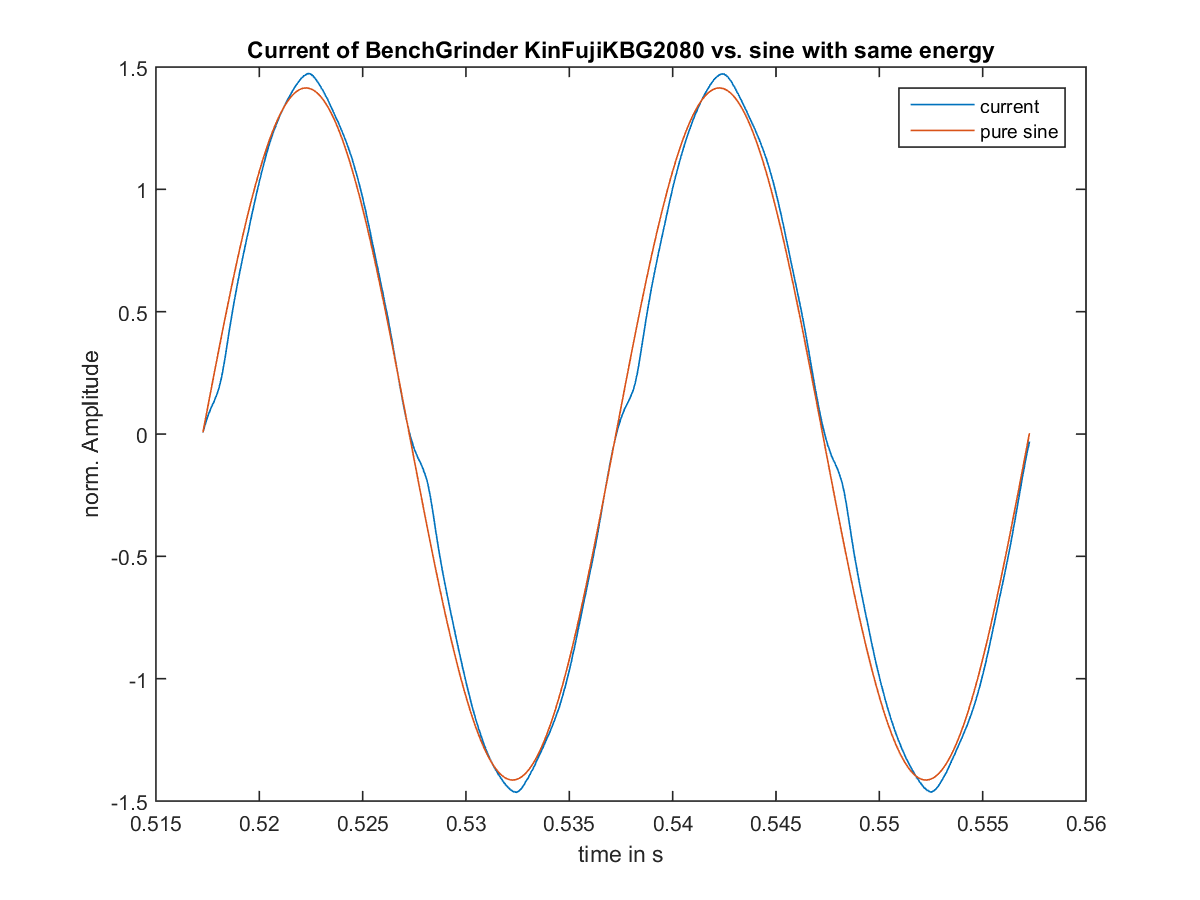 Current of BenchGrinder KinFujiKBG2080 vs. sine with same energy
current
pure sine
norm. Amplitude
1.5
1
0.5
0
-0.5
-1
-1.5
0.515 0.52 0.525 0.53 0.535 0.54 0.545 0.55 0.555 0.56
time in s